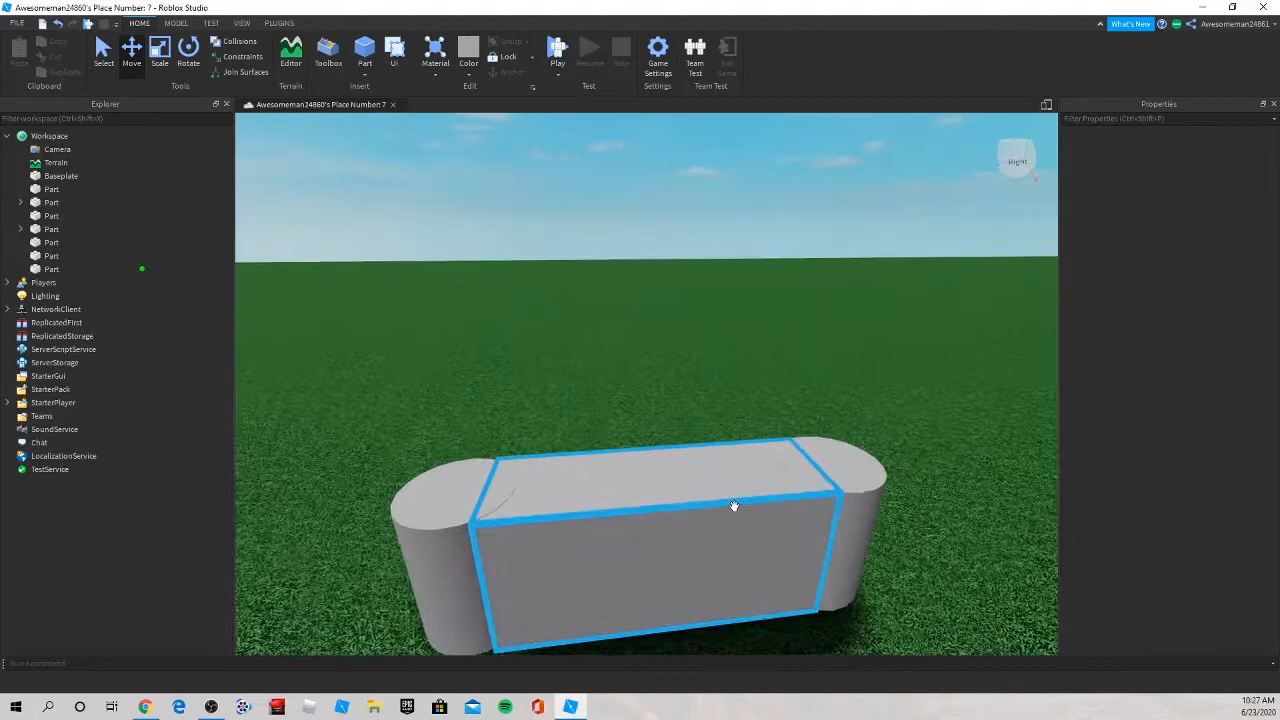 Awesomeman24860's Place Number: 7 - Roblox Studio
FILE HOME MODEL TEST VIEW PLUGINS What's New Awesomeman24861
Paste Copy Cut Duplicate Select Move Scale Rotate Collisions Constraints Join Surfaces Editor Toolbox Part UI Material Color Group Lock Anchor Play Resume Stop Game Settings Team Test Exit Game
Clipboard Tools Terrain Insert Edit Test Settings Team Test
Explorer Awesomeman24860's Place Number: 7 Properties
Filter workspace (Ctrl+Shift+X) Filter Properties (Ctrl+Shift+P)
Workspace
Camera
Terrain
Baseplate
Part
Part
Part
Part
Part
Part
Part
Players
Lighting
NetworkClient
ReplicatedFirst
ReplicatedStorage
ServerScriptService
ServerStorage
StarterGui
StarterPack
StarterPlayer
Teams
SoundService
Chat
LocalizationService
TestService
Right
Run a command
10:27 AM
6/23/2020